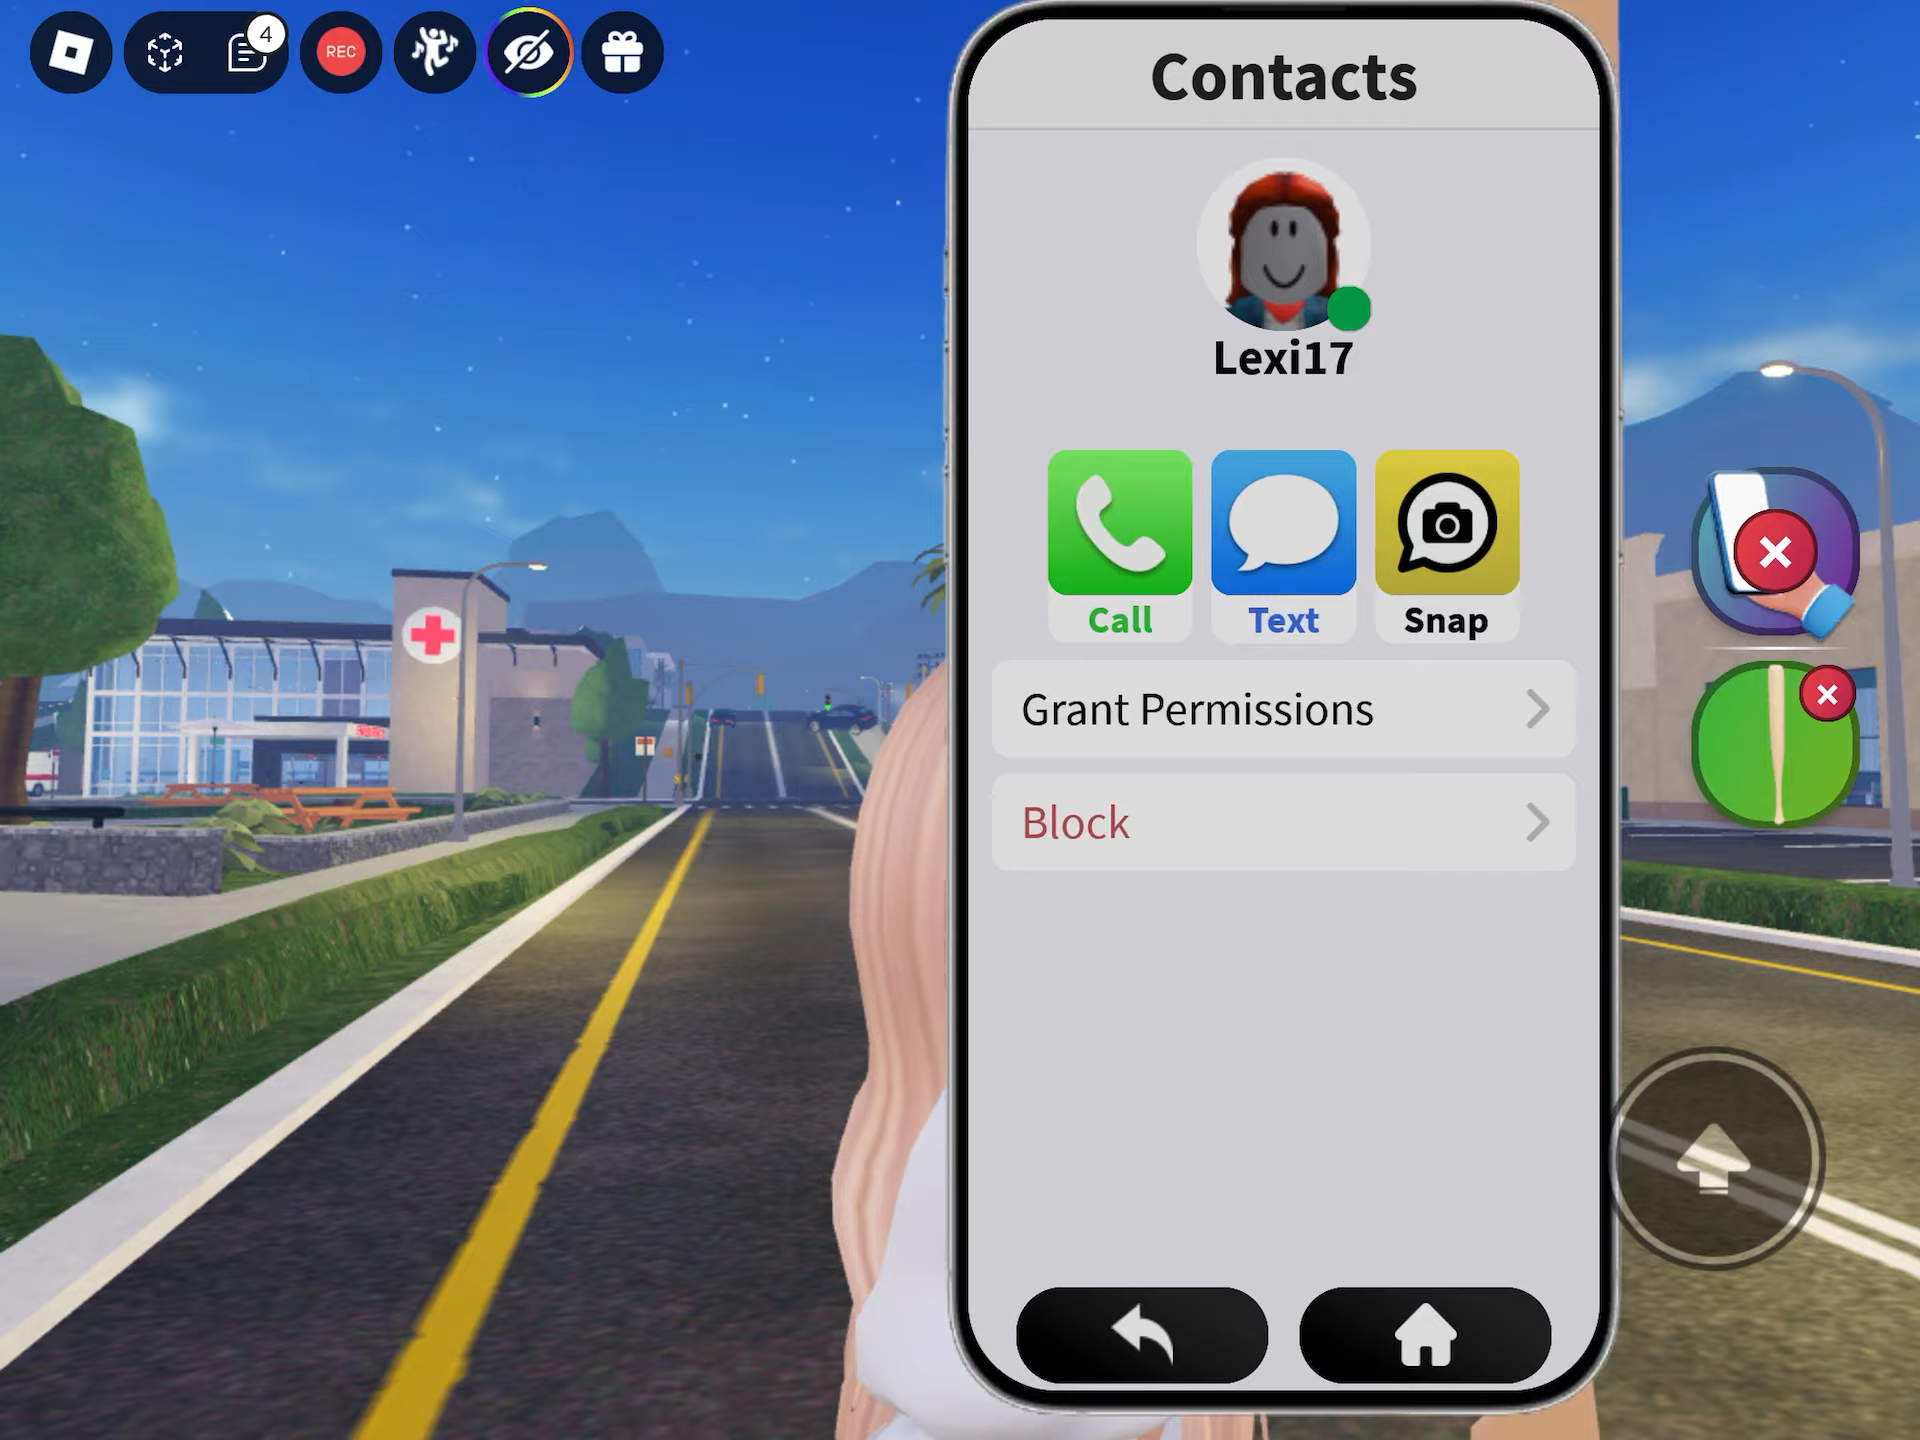 4
REC
Contacts
Lexi17
Call
Text
Snap
Grant Permissions
Block